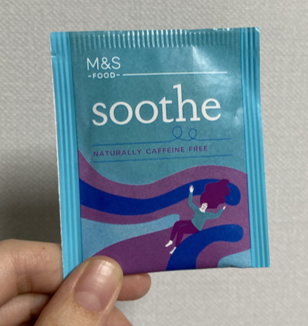 M&S
-FOOD-
soothe
NATURALLY CAFFEINE FREE